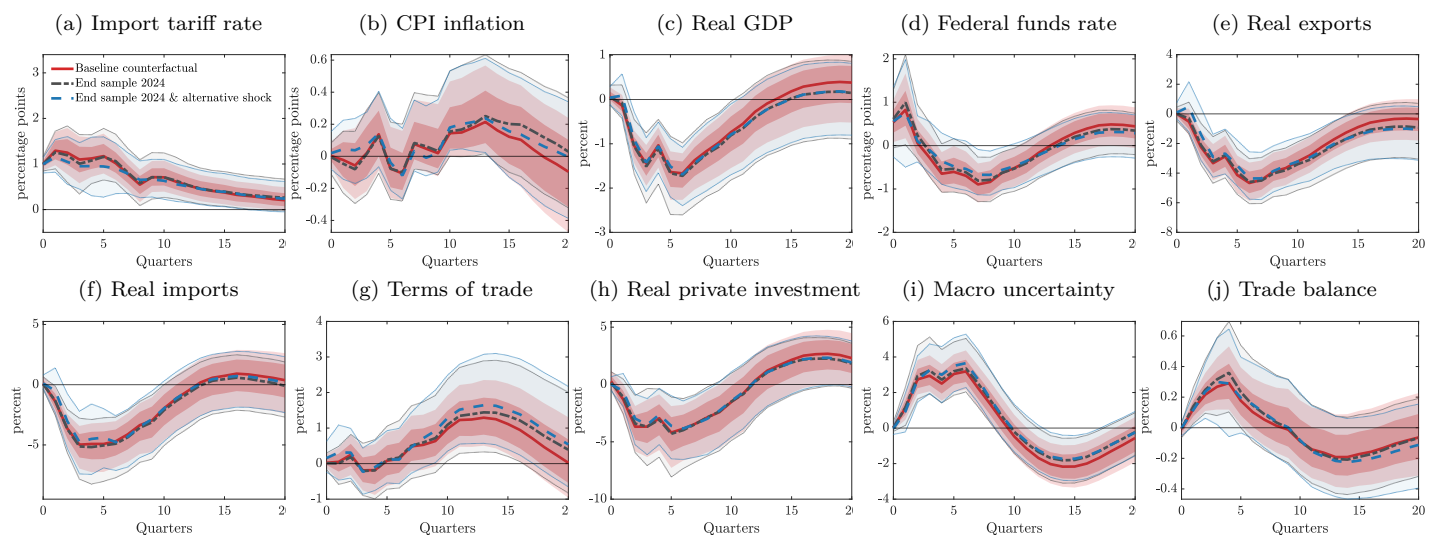 (a) Import tariff rate
(b) CPI inflation
(c) Real GDP
(d) Federal funds rate
(e) Real exports
Baseline counterfactual
End sample 2024
End sample 2024 & alternative shock
percentage points
3
2
1
0
0 5 10 15 20
Quarters
percentage points
0.6
0.4
0.2
0
-0.2
-0.4
0 5 10 15 2
Quarters
percent
1
0
-1
-2
-3
0 5 10 15 20
Quarters
percentage points
2
1
0
-1
-2
0 5 10 15 20
Quarters
percent
4
2
0
-2
-4
-6
-8
0 5 10 15 20
Quarters
(f) Real imports
(g) Terms of trade
(h) Real private investment
(i) Macro uncertainty
(j) Trade balance
percent
5
0
-5
0 5 10 15 20
Quarters
percent
4
3
2
1
0
-1
0 5 10 15 2
Quarters
percent
5
0
-5
-10
0 5 10 15 20
Quarters
percent
6
4
2
0
-2
-4
0 5 10 15 20
Quarters
percentage points
0.6
0.4
0.2
0
-0.2
-0.4
0 5 10 15 20
Quarters